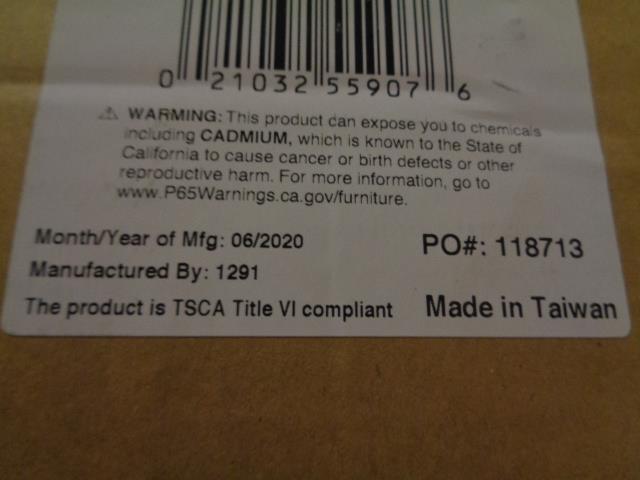 0 21032 55907 6
⚠ WARMING: This product can expose you to chemicals
including CADMIUM, which is known to the State of
California to cause cancer or birth defects or other
reproductive harm. For more information, go to
www.P65Warnings.ca.gov/furniture.
Month/Year of Mfg: 06/2020 PO#: 118713
Manufactured By: 1291
The product is TSCA Title VI compliant Made in Taiwan